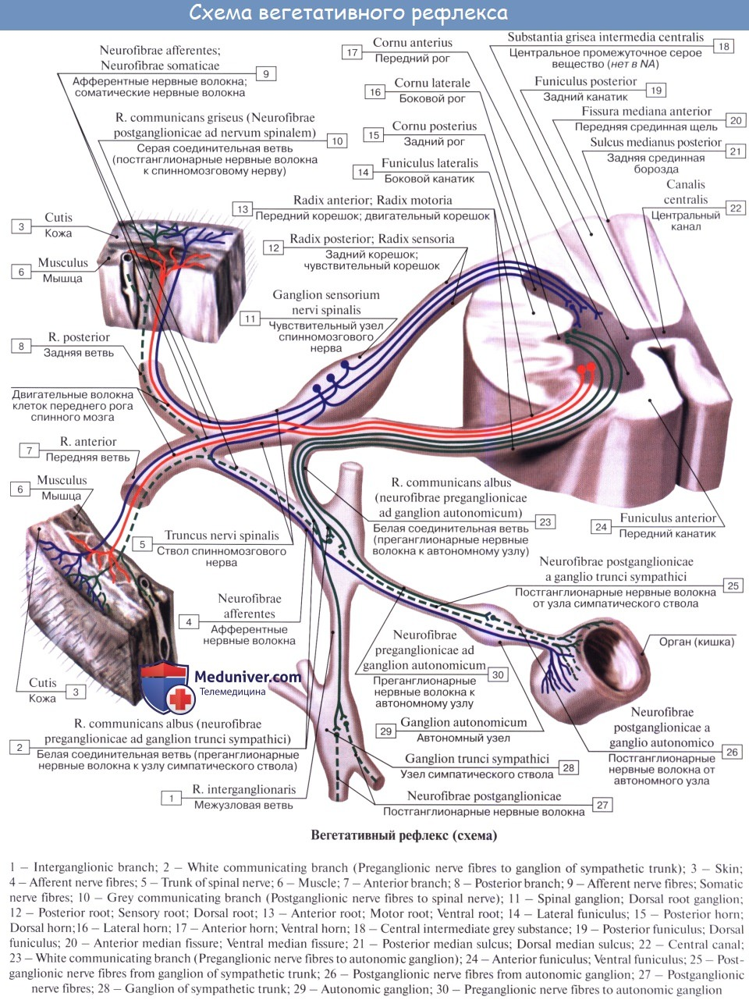 Схема вегетативного рефлекса
Neurofibrae afferentes;
Neurofibrae somaticae
9
Афферентные нервные волокна;
соматические нервные волокна
R. communicans griseus (Neurofibrae
postganglionicae ad nervum spinalem)
10
Серая соединительная ветвь
(постганглионарные нервные волокна
к спинномозговому нерву)
17
Cornu anterius
Передний рог
16
Cornu laterale
Боковой рог
15
Cornu posterius
Задний рог
14
Funiculus lateralis
Боковой канатик
13
Radix anterior; Radix motoria
Передний корешок; двигательный корешок
12
Radix posterior; Radix sensoria
Задний корешок;
чувствительный корешок
Ganglion sensorium
nervi spinalis
11
Чувствительный узел
спинномозгового
нерва
Substantia grisea intermedia centralis
18
Центральное промежуточное серое
вещество (нет в NA)
Funiculus posterior
19
Задний канатик
Fissura mediana anterior
20
Передняя срединная щель
Sulcus medianus posterior
21
Задняя срединная
борозда
Canalis
centralis
22
Центральный
канал
3
Cutis
Кожа
6
Musculus
Мышца
8
R. posterior
Задняя ветвь
Двигательные волокна
клеток переднего рога
спинного мозга
7
R. anterior
Передняя ветвь
6
Musculus
Мышца
5
Truncus nervi spinalis
Ствол спинномозгового
нерва
R. communicans albus
(neurofibrae preganglionicae
ad ganglion autonomicum)
23
Белая соединительная ветвь
(преганглионарные нервные
волокна к автономному узлу)
24
Funiculus anterior
Передний канатик
Neurofibrae postganglionicae
a ganglio trunci sympathici
25
Постганглионарные нервные волокна
от узла симпатического ствола
Neurofibrae
afferentes
4
Афферентные
нервные волокна
Neurofibrae
preganglionicae ad
ganglion autonomicum
30
Преганглионарные
нервные волокна к
автономному узлу
Орган (кишка)
Meduniver.com
Телемедицина
Cutis
3
Кожа
R. communicans albus (neurofibrae
preganglionicae ad ganglion trunci sympathici)
2
Белая соединительная ветвь (преганглионарные
нервные волокна к узлу симпатического ствола)
29
Ganglion autonomicum
Автономный узел
Neurofibrae
postganglionicae a
ganglio autonomico
26
Постганглионарные
нервные волокна от
автономного узла
Ganglion trunci sympathici
28
Узел симпатического ствола
1
R. interganglionaris
Межузловая ветвь
Neurofibrae postganglionicae
27
Постганглионарные нервные волокна
Вегетативный рефлекс (схема)
1 – Interganglionic branch; 2 – White communicating branch (Preganglionic nerve fibres to ganglion of sympathetic trunk); 3 – Skin;
4 – Afferent nerve fibres; 5 – Trunk of spinal nerve; 6 – Muscle; 7 – Anterior branch; 8 – Posterior branch; 9 – Afferent nerve fibres; Somatic
nerve fibres; 10 – Grey communicating branch (Postganglionic nerve fibres to spinal nerve); 11 – Spinal ganglion; Dorsal root ganglion;
12 – Posterior root; Sensory root; Dorsal root; 13 – Anterior root; Motor root; Ventral root; 14 – Lateral funiculus; 15 – Posterior horn;
Dorsal horn;16 – Lateral horn; 17 – Anterior horn; Ventral horn; 18 – Central intermediate grey substance; 19 – Posterior funiculus; Dorsal
funiculus; 20 – Anterior median fissure; Ventral median fissure; 21 – Posterior median sulcus; Dorsal median sulcus; 22 – Central canal;
23 – White communicating branch (Preganglionic nerve fibres to autonomic ganglion); 24 – Anterior funiculus; Ventral funiculus; 25 – Post-
ganglionic nerve fibres from ganglion of sympathetic trunk; 26 – Postganglionic nerve fibres from autonomic ganglion; 27 – Postganglionic
nerve fibres; 28 – Ganglion of sympathetic trunk; 29 – Autonomic ganglion; 30 – Preganglionic nerve fibres to autonomic ganglion